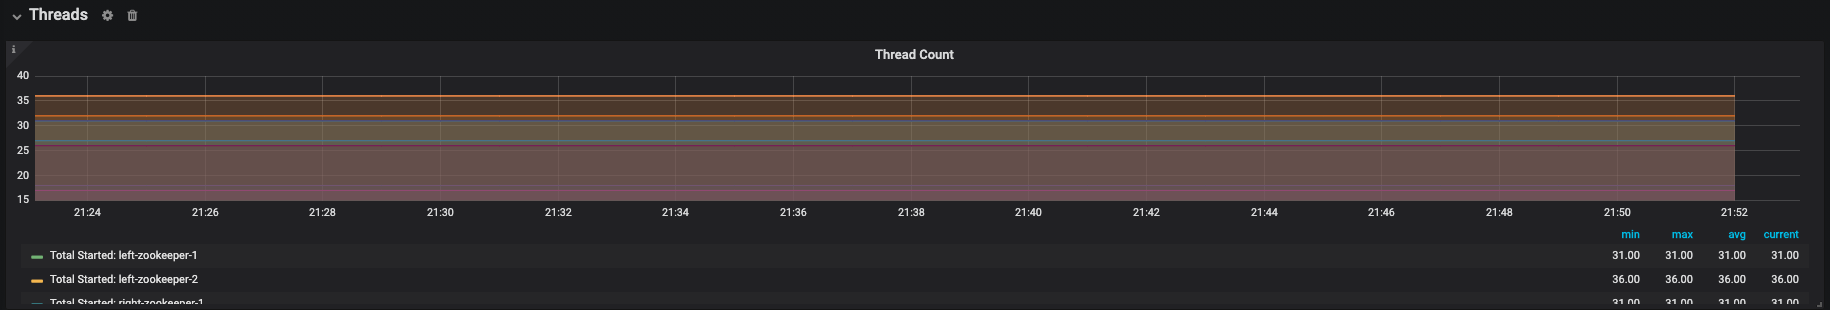 Threads
i
Thread Count
40
35
30
25
20
15
21:24 21:26 21:28 21:30 21:32 21:34 21:36 21:38 21:40 21:42 21:44 21:46 21:48 21:50 21:52
min max avg current
Total Started: left-zookeeper-1 31.00 31.00 31.00 31.00
Total Started: left-zookeeper-2 36.00 36.00 36.00 36.00
Total Started: right-zookeeper-1 31.00 31.00 31.00 31.00